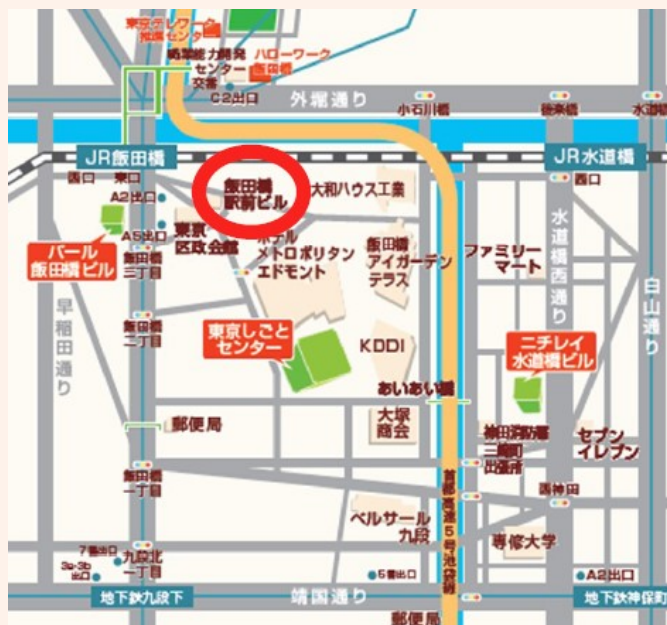 東京テレワーク
推進センター
職業能力開発
センター
ハローワーク
飯田橋
交番
C2出口
外堀通り
小石川橋
後楽橋
水道橋
JR飯田橋
JR水道橋
西口
東口
A2出口
飯田橋
駅前ビル
大和ハウス工業
西口
A5出口
東京
区政会館
パール
飯田橋ビル
飯田橋
三丁目
ホテル
メトロポリタン
エドモント
飯田橋
アイガーデン
テラス
ファミリー
マート
水道橋西通り
白山通り
早稲田通り
飯田橋
二丁目
東京しごと
センター
KDDI
ニチレイ
水道橋ビル
あいあい橋
郵便局
大塚
商会
神田消防署
三崎町
出張所
セブン
イレブン
飯田橋
一丁目
首都高速5号池袋線
西神田
ベルサール
九段
専修大学
7番出口
九段北
一丁目
3a・3b
出口
5番出口
A2出口
地下鉄九段下
靖国通り
地下鉄神保町
郵便局